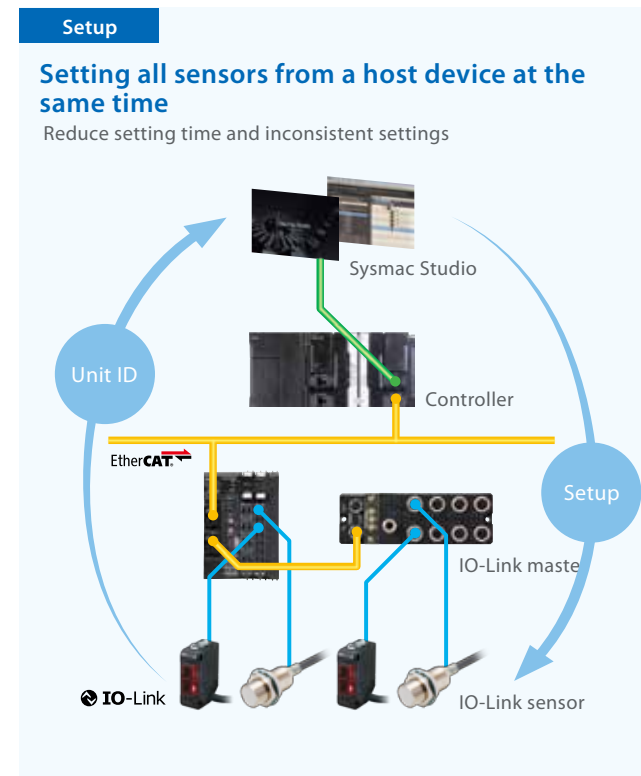 Setup
Setting all sensors from a host device at the
same time
Reduce setting time and inconsistent settings
Sysmac Studio
Unit ID
Controller
EtherCAT®
Setup
IO-Link maste
IO-Link
IO-Link sensor